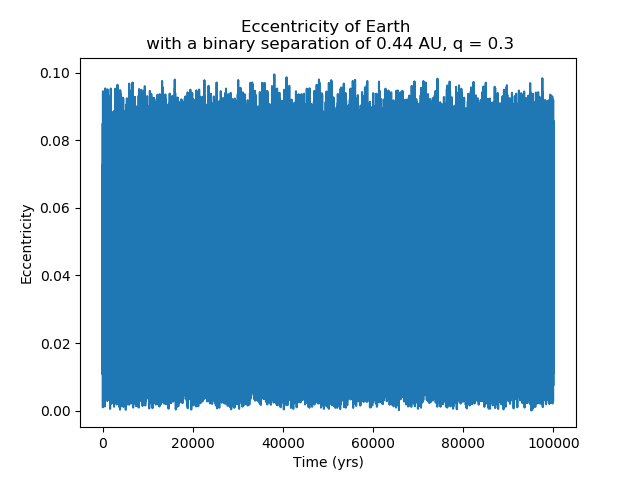 Eccentricity of Earth
with a binary separation of 0.44 AU, q = 0.3
0.10
0.08
0.06
0.04
0.02
0.00
Eccentricity
0 20000 40000 60000 80000 100000
Time (yrs)